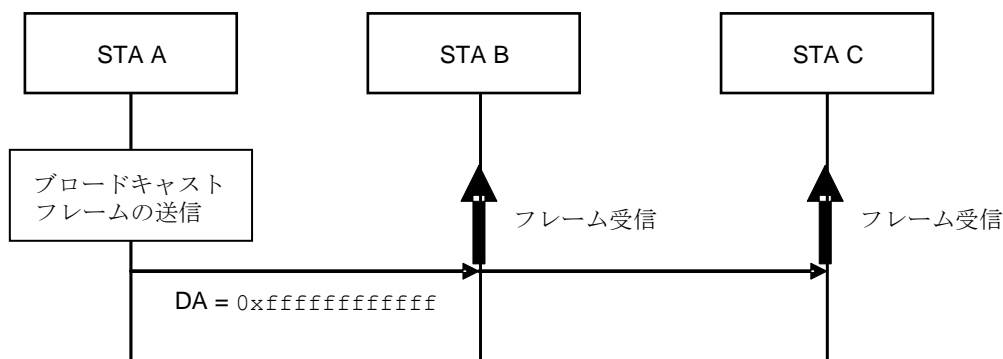 STA A
STA B
STA C
ブロードキャスト
フレームの送信
フレーム受信
フレーム受信
DA = 0xffffffffffff